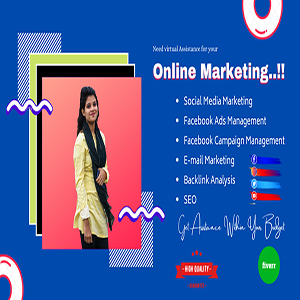 Need virtual Assistance for your
Online Marketing..!!
• Social Media Marketing
• Facebook Ads Management
• Facebook Campaign Management
• E-mail Marketing
• Backlink Analysis
• SEO
Get Assistance Within Your Budget
HIGH QUALITY
fiverr